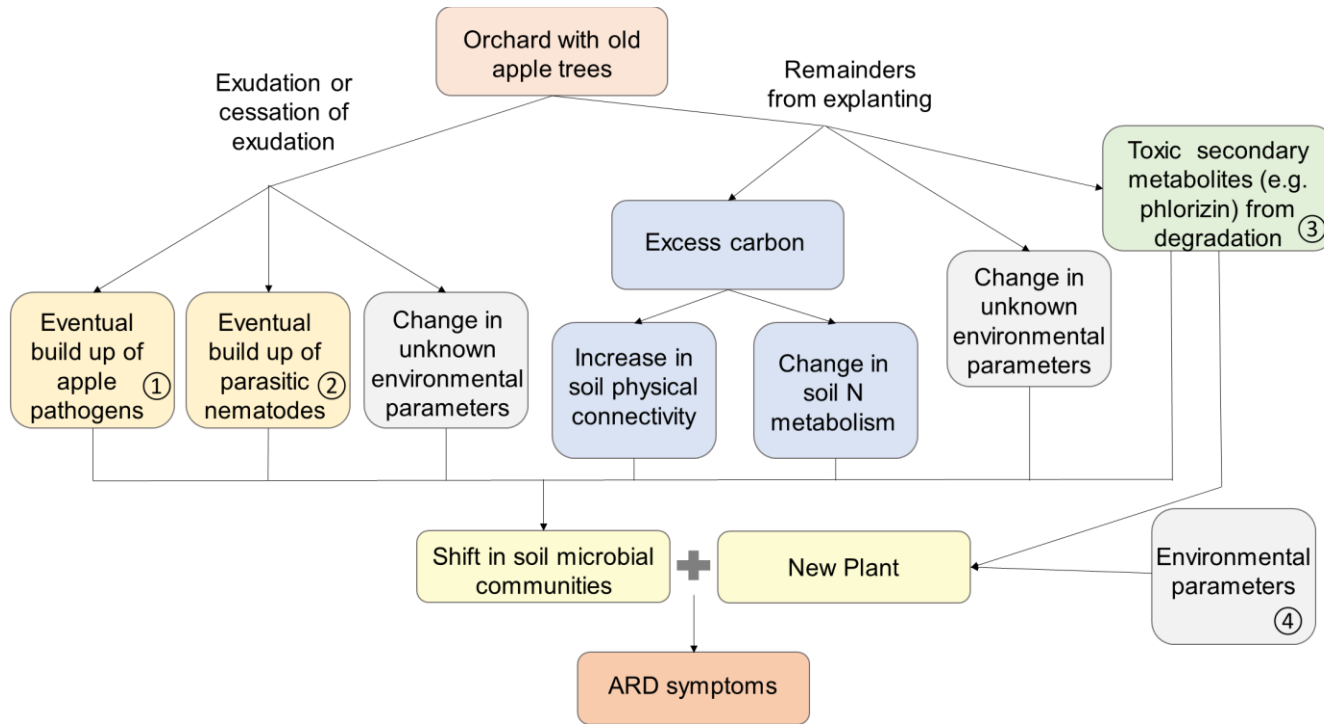 Orchard with old
apple trees
Exudation or
cessation of
exudation
Remainders
from explanting
Toxic secondary
metabolites (e.g.
phlorizin) from
degradation ③
Excess carbon
Change in
unknown
environmental
parameters
Eventual
build up of
apple ①
pathogens
Eventual
build up of
parasitic ②
nematodes
Change in
unknown
environmental
parameters
Increase in
soil physical
connectivity
Change in
soil N
metabolism
Shift in soil microbial
communities
New Plant
Environmental
parameters
④
ARD symptoms